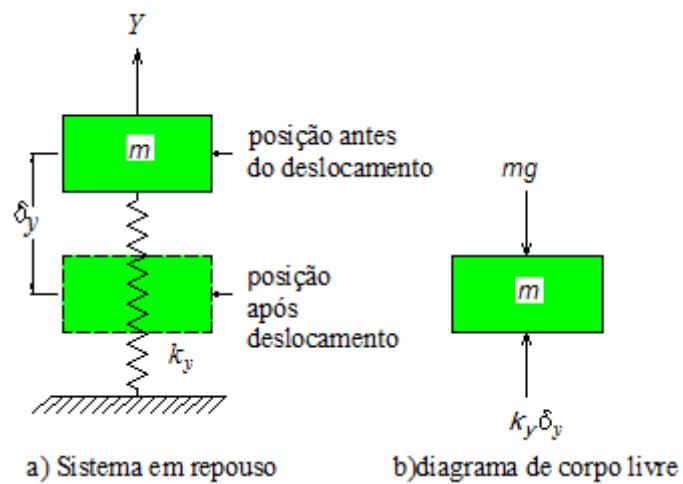 Y
m
posição antes
do deslocamento
δy
posição
após
deslocamento
ky
a) Sistema em repouso
mg
m
kyδy
b)diagrama de corpo livre